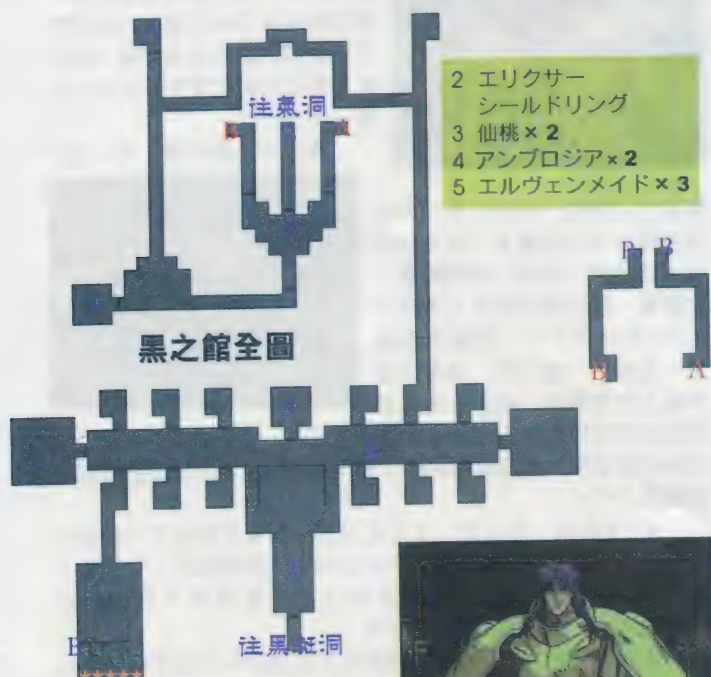 往氣洞
B A
2 エリクサー
シールドリング
3 仙桃×2
4 アンブロジア×2
5 エルヴェンメイド×3
D B
B A
黑之館全圖
往黑蜓洞
E
*****